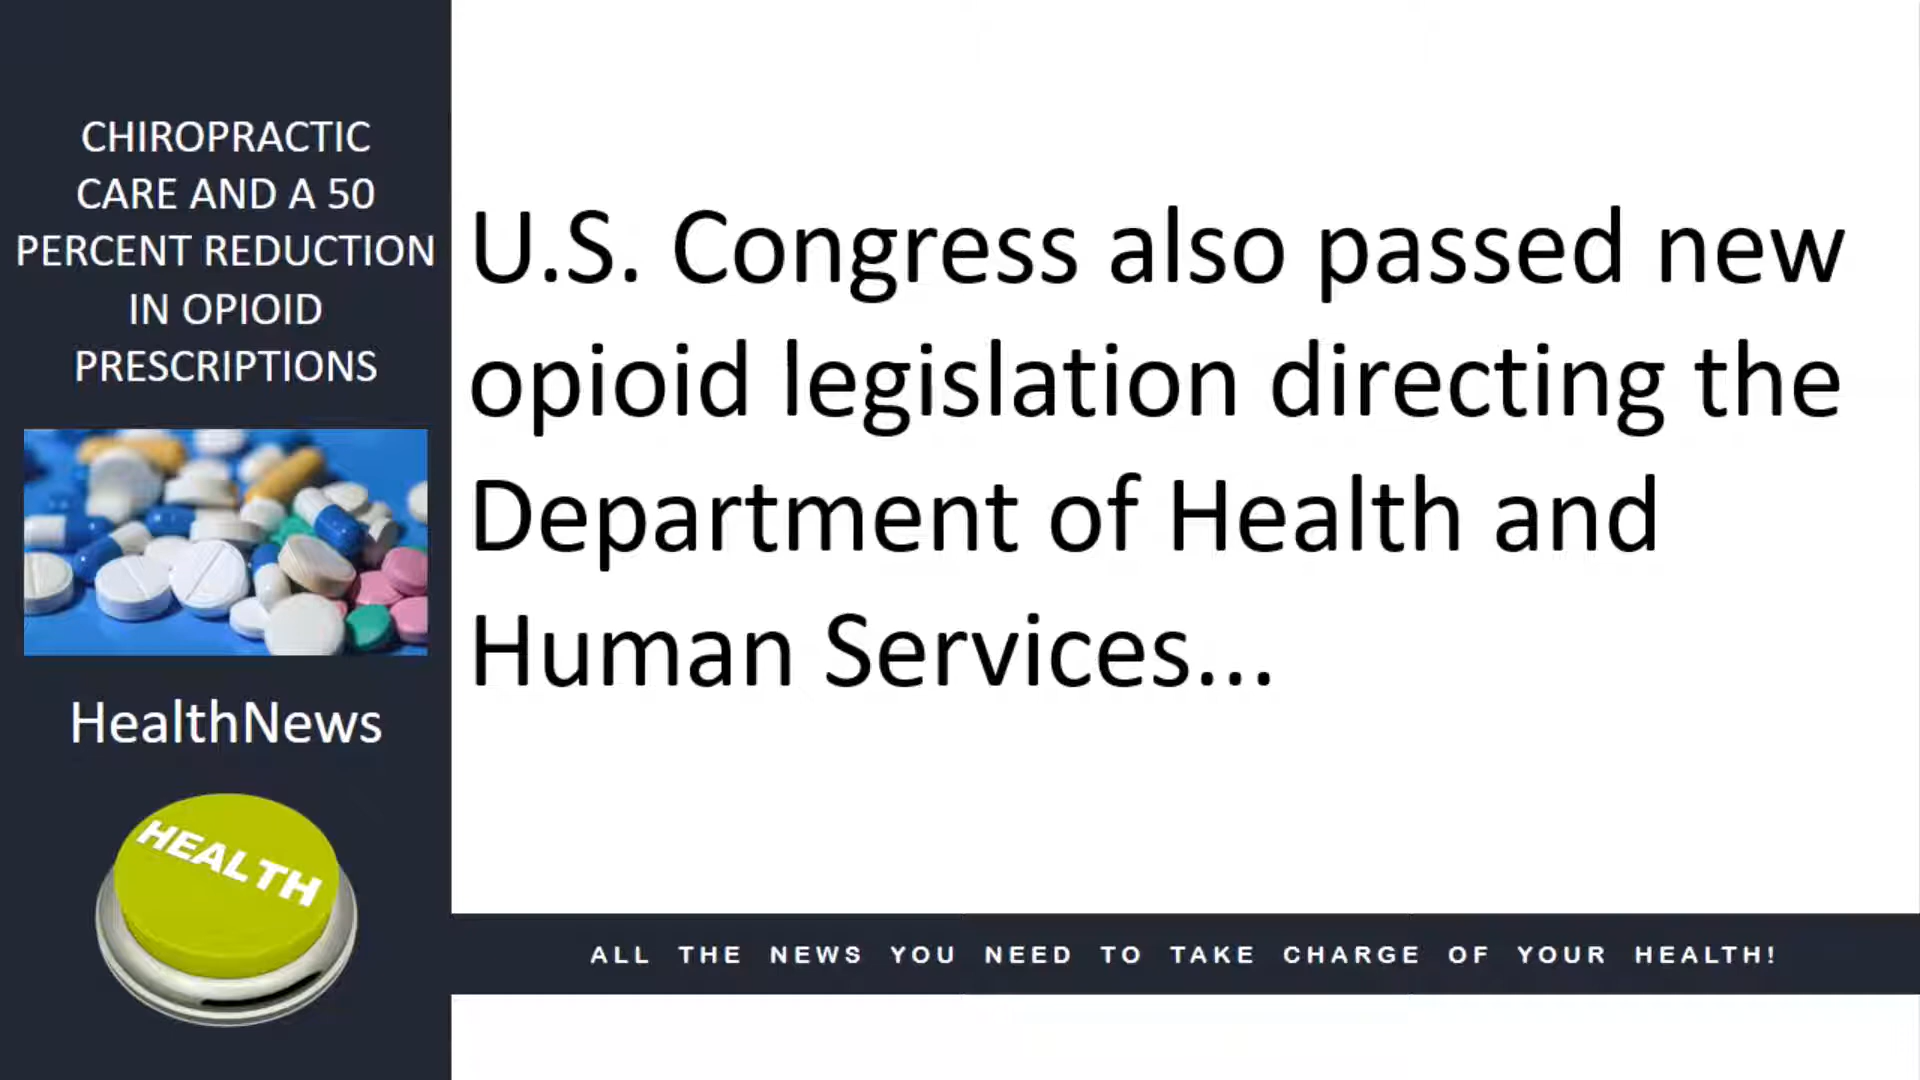 CHIROPRACTIC
CARE AND A 50
PERCENT REDUCTION
IN OPIOID
PRESCRIPTIONS
HealthNews
HEALTH
U.S. Congress also passed new
opioid legislation directing the
Department of Health and
Human Services...
ALL THE NEWS YOU NEED TO TAKE CHARGE OF YOUR HEALTH!